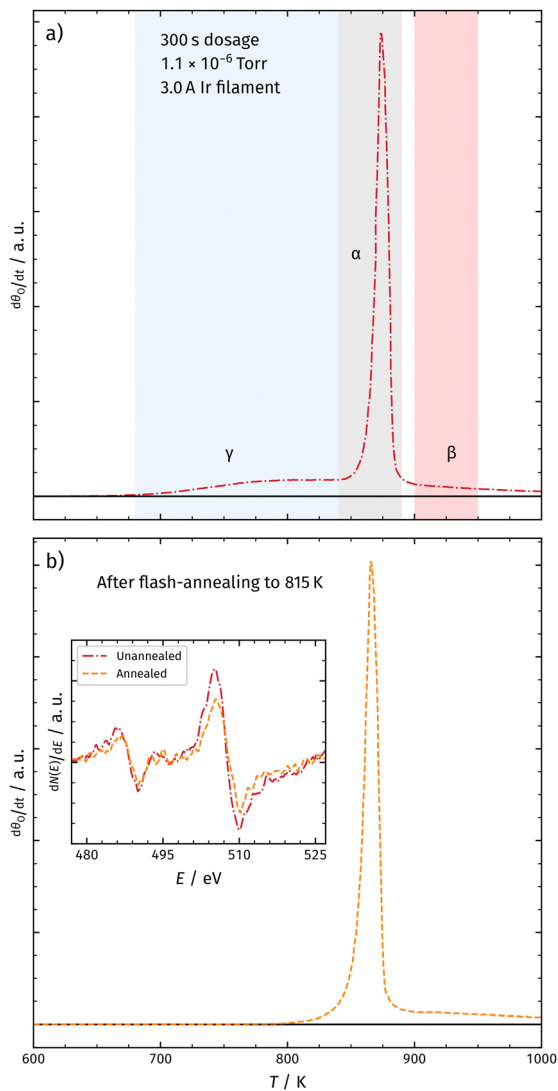 a)
300 s dosage
1.1 × 10⁻⁶ Torr
3.0 A Ir filament
dθO/dt / a. u.
α
γ
β
b)
After flash-annealing to 815 K
Unannealed
Annealed
dN(E)/dE / a. u.
480 495 510 525
E / eV
dθO/dt / a. u.
600 700 800 900 1000
T / K